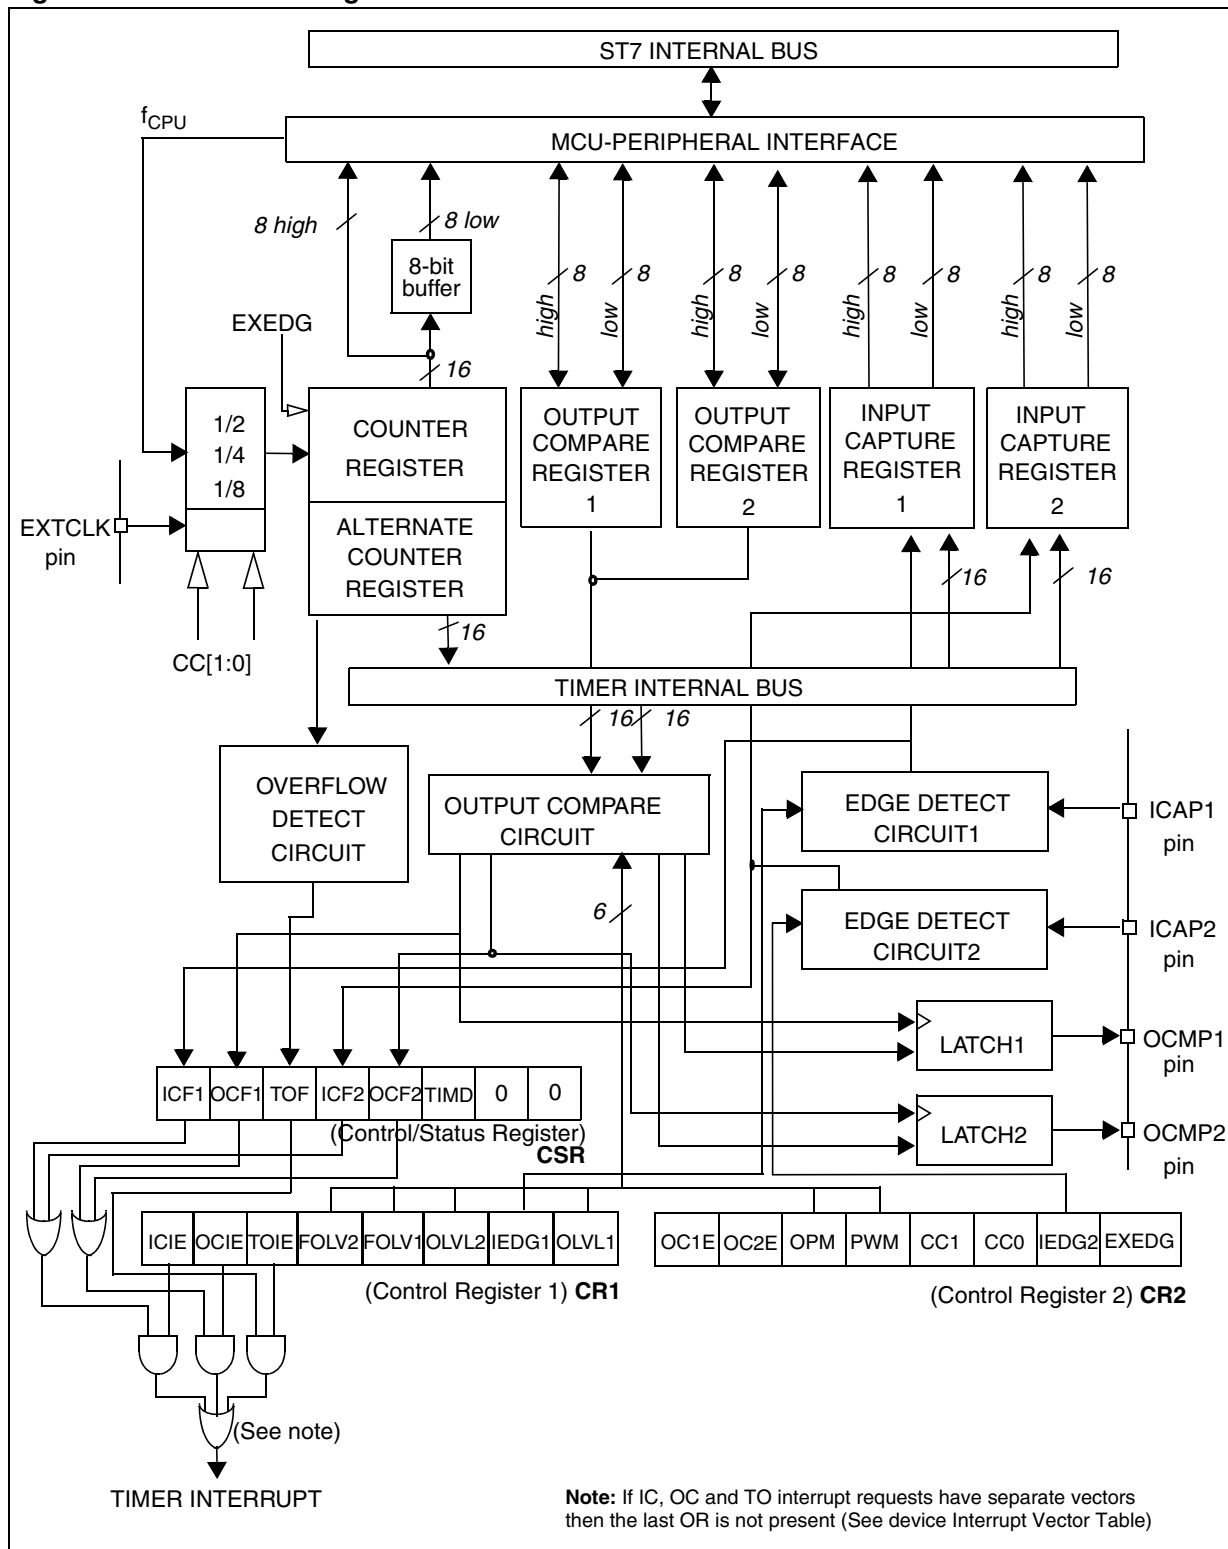 ST7 INTERNAL BUS
fCPU
MCU-PERIPHERAL INTERFACE
8 high
8 low
8-bit
buffer
high
8
low
8
high
8
low
8
high
8
low
8
high
8
low
8
EXEDG
16
1/2
1/4
1/8
COUNTER
REGISTER
ALTERNATE
COUNTER
REGISTER
OUTPUT
COMPARE
REGISTER
1
OUTPUT
COMPARE
REGISTER
2
INPUT
CAPTURE
REGISTER
1
INPUT
CAPTURE
REGISTER
2
EXTCLK
pin
CC[1:0]
16
16
16
TIMER INTERNAL BUS
16
16
OVERFLOW
DETECT
CIRCUIT
OUTPUT COMPARE
CIRCUIT
EDGE DETECT
CIRCUIT1
ICAP1
pin
6
EDGE DETECT
CIRCUIT2
ICAP2
pin
LATCH1
OCMP1
pin
LATCH2
OCMP2
pin
ICF1 OCF1 TOF ICF2 OCF2 TIMD 0 0
(Control/Status Register)
CSR
ICIE OCIE TOIE FOLV2 FOLV1 OLVL2 IEDG1 OLVL1
(Control Register 1) CR1
OC1E OC2E OPM PWM CC1 CC0 IEDG2 EXEDG
(Control Register 2) CR2
(See note)
TIMER INTERRUPT
Note: If IC, OC and TO interrupt requests have separate vectors
then the last OR is not present (See device Interrupt Vector Table)